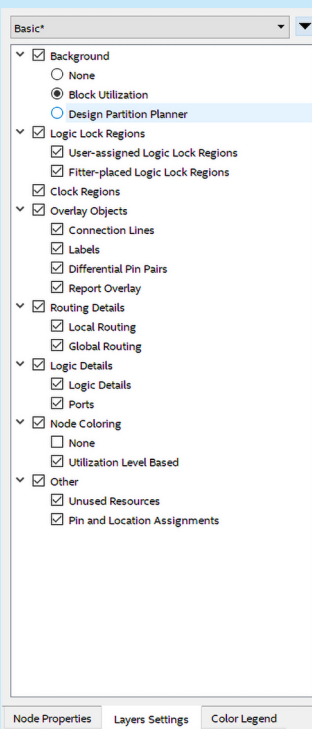 Basic*
Background
None
Block Utilization
Design Partition Planner
Logic Lock Regions
User-assigned Logic Lock Regions
Fitter-placed Logic Lock Regions
Clock Regions
Overlay Objects
Connection Lines
Labels
Differential Pin Pairs
Report Overlay
Routing Details
Local Routing
Global Routing
Logic Details
Logic Details
Ports
Node Coloring
None
Utilization Level Based
Other
Unused Resources
Pin and Location Assignments
Node Properties Layers Settings Color Legend